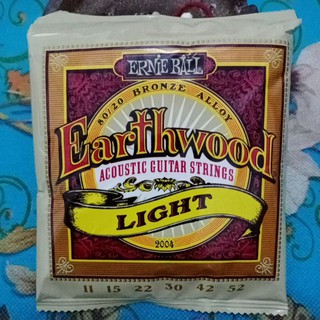 ERNIE BALL
80/20 BRONZE ALLOY
Earthwood
ACOUSTIC GUITAR STRINGS
LIGHT
2004
11 15 22 30 42 52